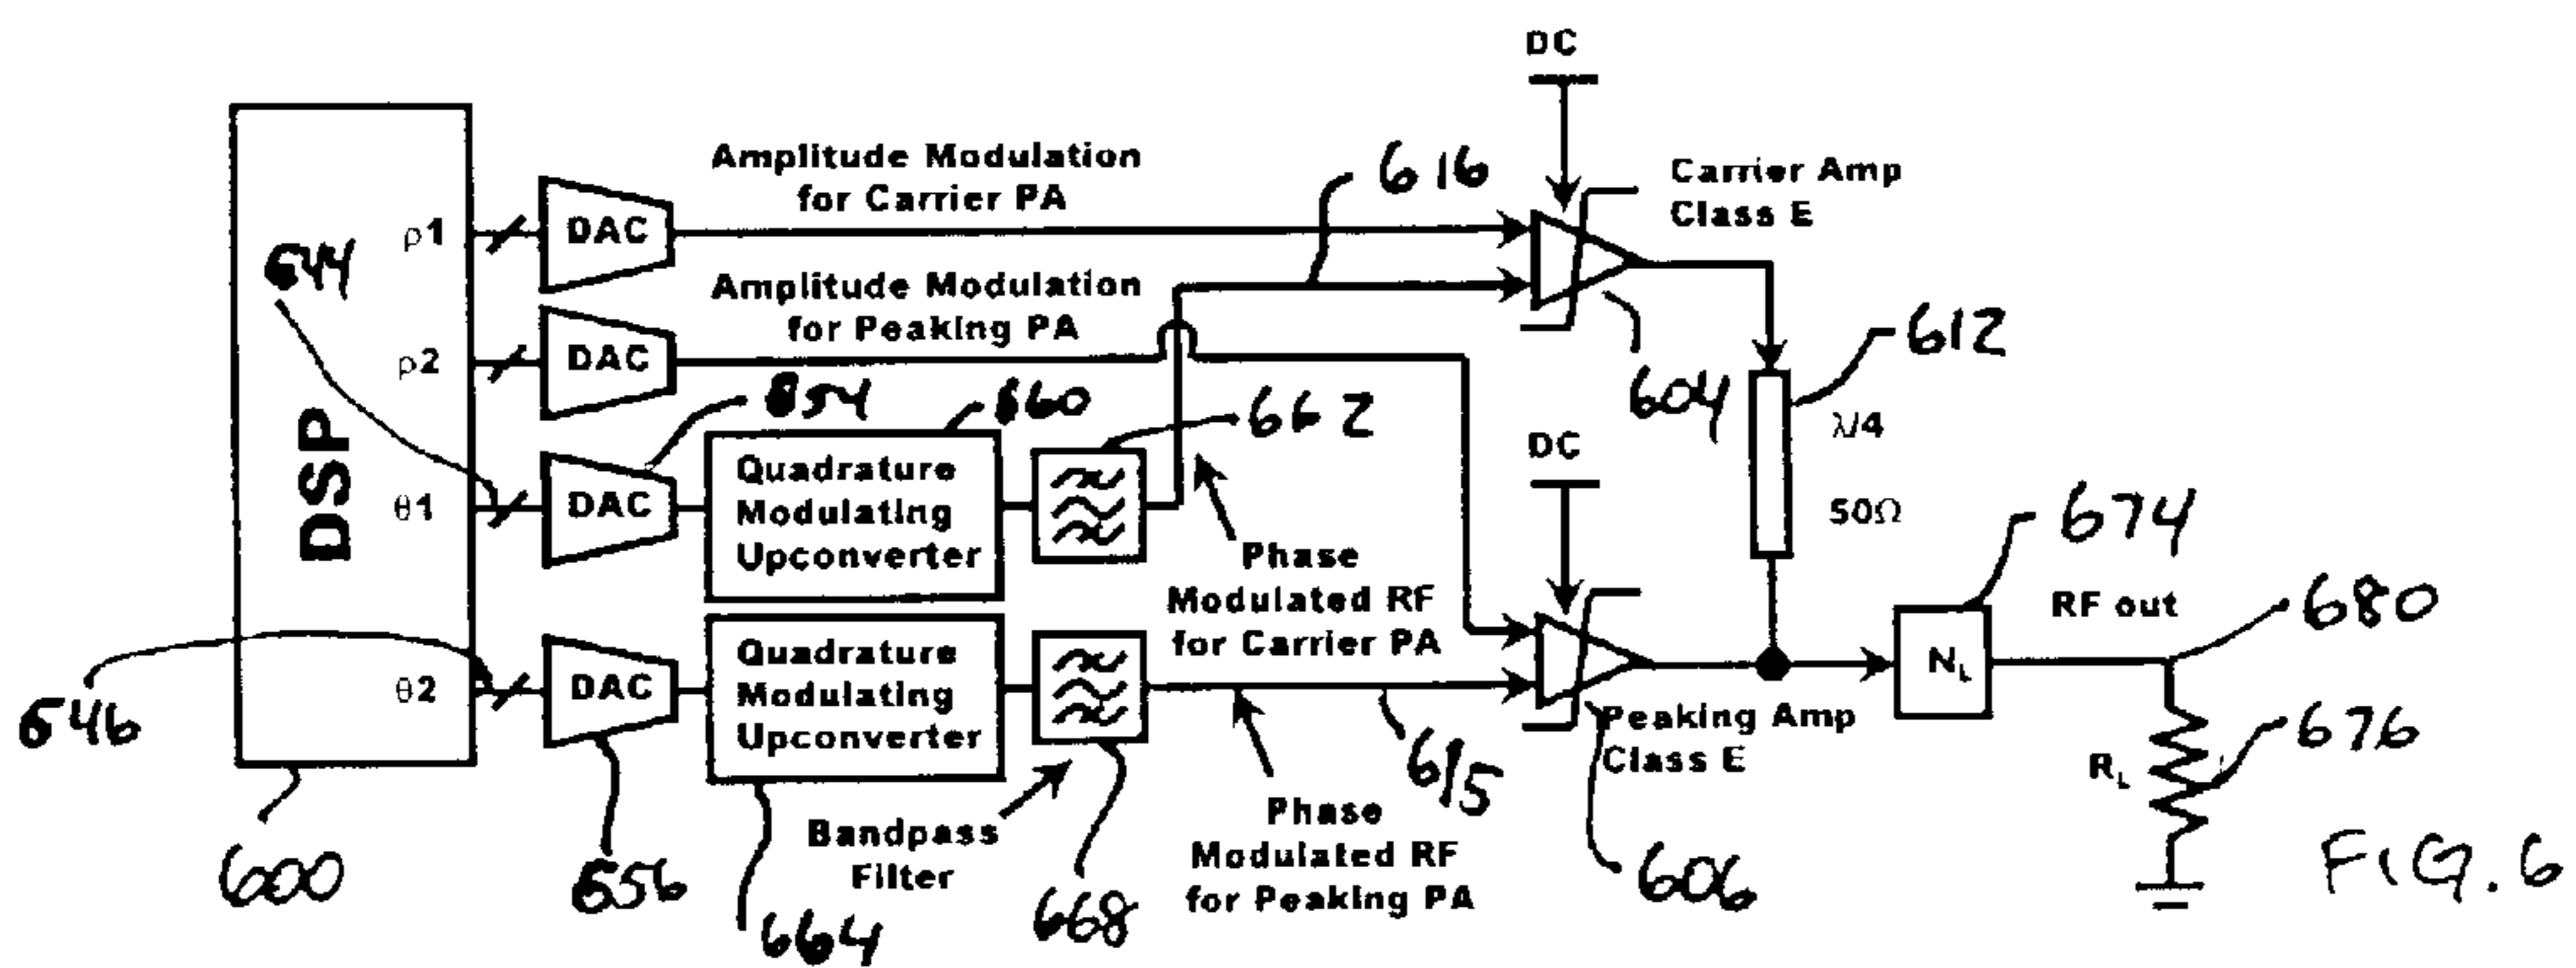 DC
Amplitude Modulation
for Carrier PA
616
Carrier Amp
Class E
ρ1
DAC
644
Amplitude Modulation
for Peaking PA
612
ρ2
DAC
604
λ/4
654
660
662
DC
DSP
θ1
DAC
Quadrature
Modulating
Upconverter
50Ω
674
Phase
Modulated RF
for Carrier PA
RF out
680
θ2
DAC
Quadrature
Modulating
Upconverter
N_L
646
Peaking Amp
Class E
676
R_L
615
Bandpass
Filter
Phase
Modulated RF
for Peaking PA
600
656
664
668
606
FIG. 6